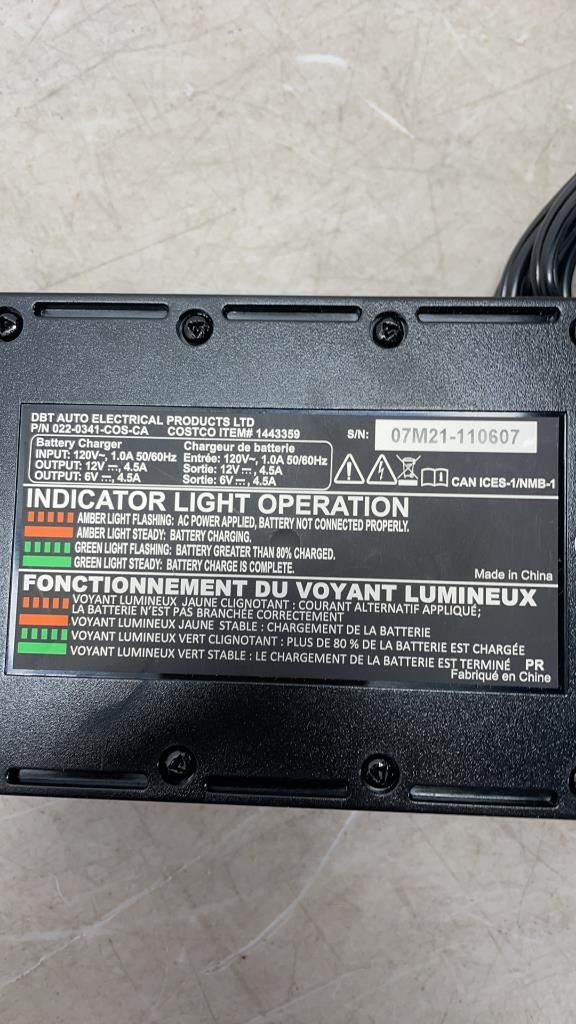 DBT AUTO ELECTRICAL PRODUCTS LTD
P/N 022-0341-COS-CA COSTCO ITEM# 1443359
S/N: 07M21-110607
Battery Charger
INPUT: 120V~, 1.0A 50/60Hz
OUTPUT: 12V ⎓, 4.5A
OUTPUT: 6V ⎓, 4.5A
Chargeur de batterie
Entrée: 120V~, 1.0A 50/60Hz
Sortie: 12V ⎓, 4.5A
Sortie: 6V ⎓, 4.5A
CAN ICES-1/NMB-1
INDICATOR LIGHT OPERATION
AMBER LIGHT FLASHING: AC POWER APPLIED, BATTERY NOT CONNECTED PROPERLY.
AMBER LIGHT STEADY: BATTERY CHARGING.
GREEN LIGHT FLASHING: BATTERY GREATER THAN 80% CHARGED.
GREEN LIGHT STEADY: BATTERY CHARGE IS COMPLETE.
Made in China
FONCTIONNEMENT DU VOYANT LUMINEUX
VOYANT LUMINEUX JAUNE CLIGNOTANT : COURANT ALTERNATIF APPLIQUÉ;
LA BATTERIE N'EST PAS BRANCHÉE CORRECTEMENT
VOYANT LUMINEUX JAUNE STABLE : CHARGEMENT DE LA BATTERIE
VOYANT LUMINEUX VERT CLIGNOTANT : PLUS DE 80 % DE LA BATTERIE EST CHARGÉE
VOYANT LUMINEUX VERT STABLE : LE CHARGEMENT DE LA BATTERIE EST TERMINÉ PR
Fabriqué en Chine